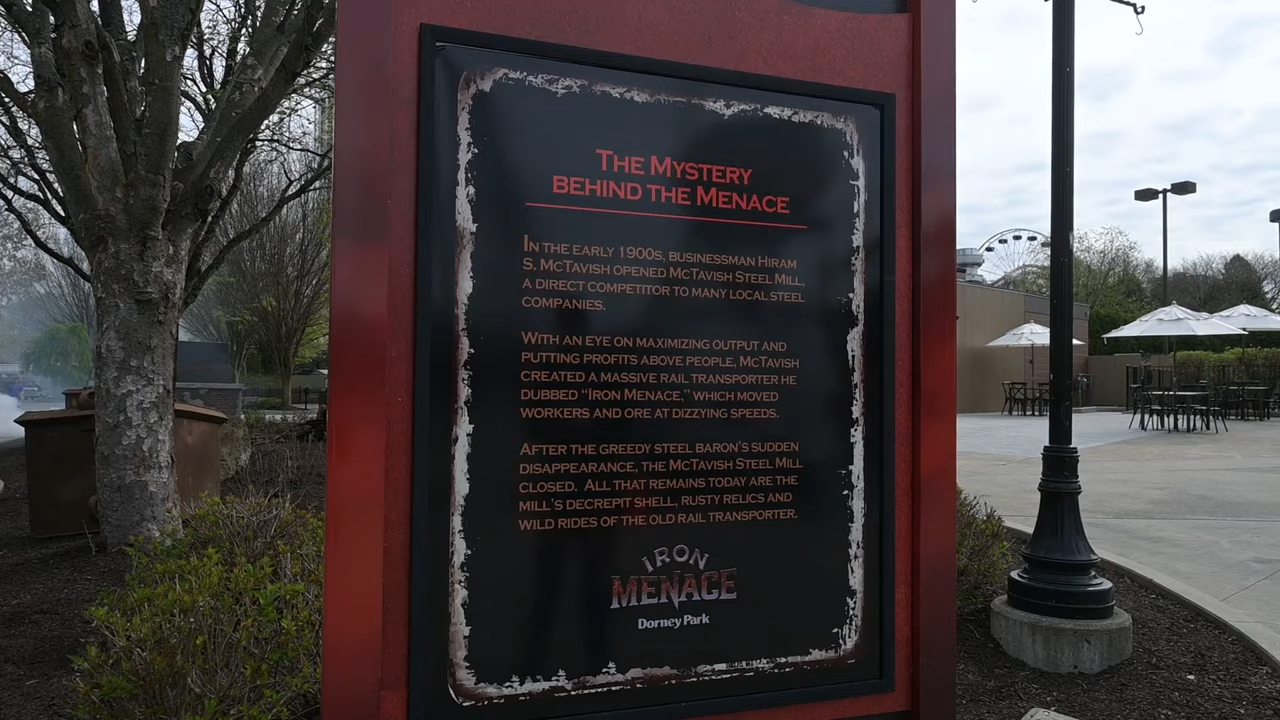 THE MYSTERY
BEHIND THE MENACE
IN THE EARLY 1900S, BUSINESSMAN HIRAM
S. MCTAVISH OPENED MCTAVISH STEEL MILL,
A DIRECT COMPETITOR TO MANY LOCAL STEEL
COMPANIES.
WITH AN EYE ON MAXIMIZING OUTPUT AND
PUTTING PROFITS ABOVE PEOPLE, MCTAVISH
CREATED A MASSIVE RAIL TRANSPORTER HE
DUBBED “IRON MENACE,” WHICH MOVED
WORKERS AND ORE AT DIZZYING SPEEDS.
AFTER THE GREEDY STEEL BARON’S SUDDEN
DISAPPEARANCE, THE MCTAVISH STEEL MILL
CLOSED. ALL THAT REMAINS TODAY ARE THE
MILL’S DECREPIT SHELL, RUSTY RELICS AND
WILD RIDES OF THE OLD RAIL TRANSPORTER.
IRON
MENACE
Dorney Park